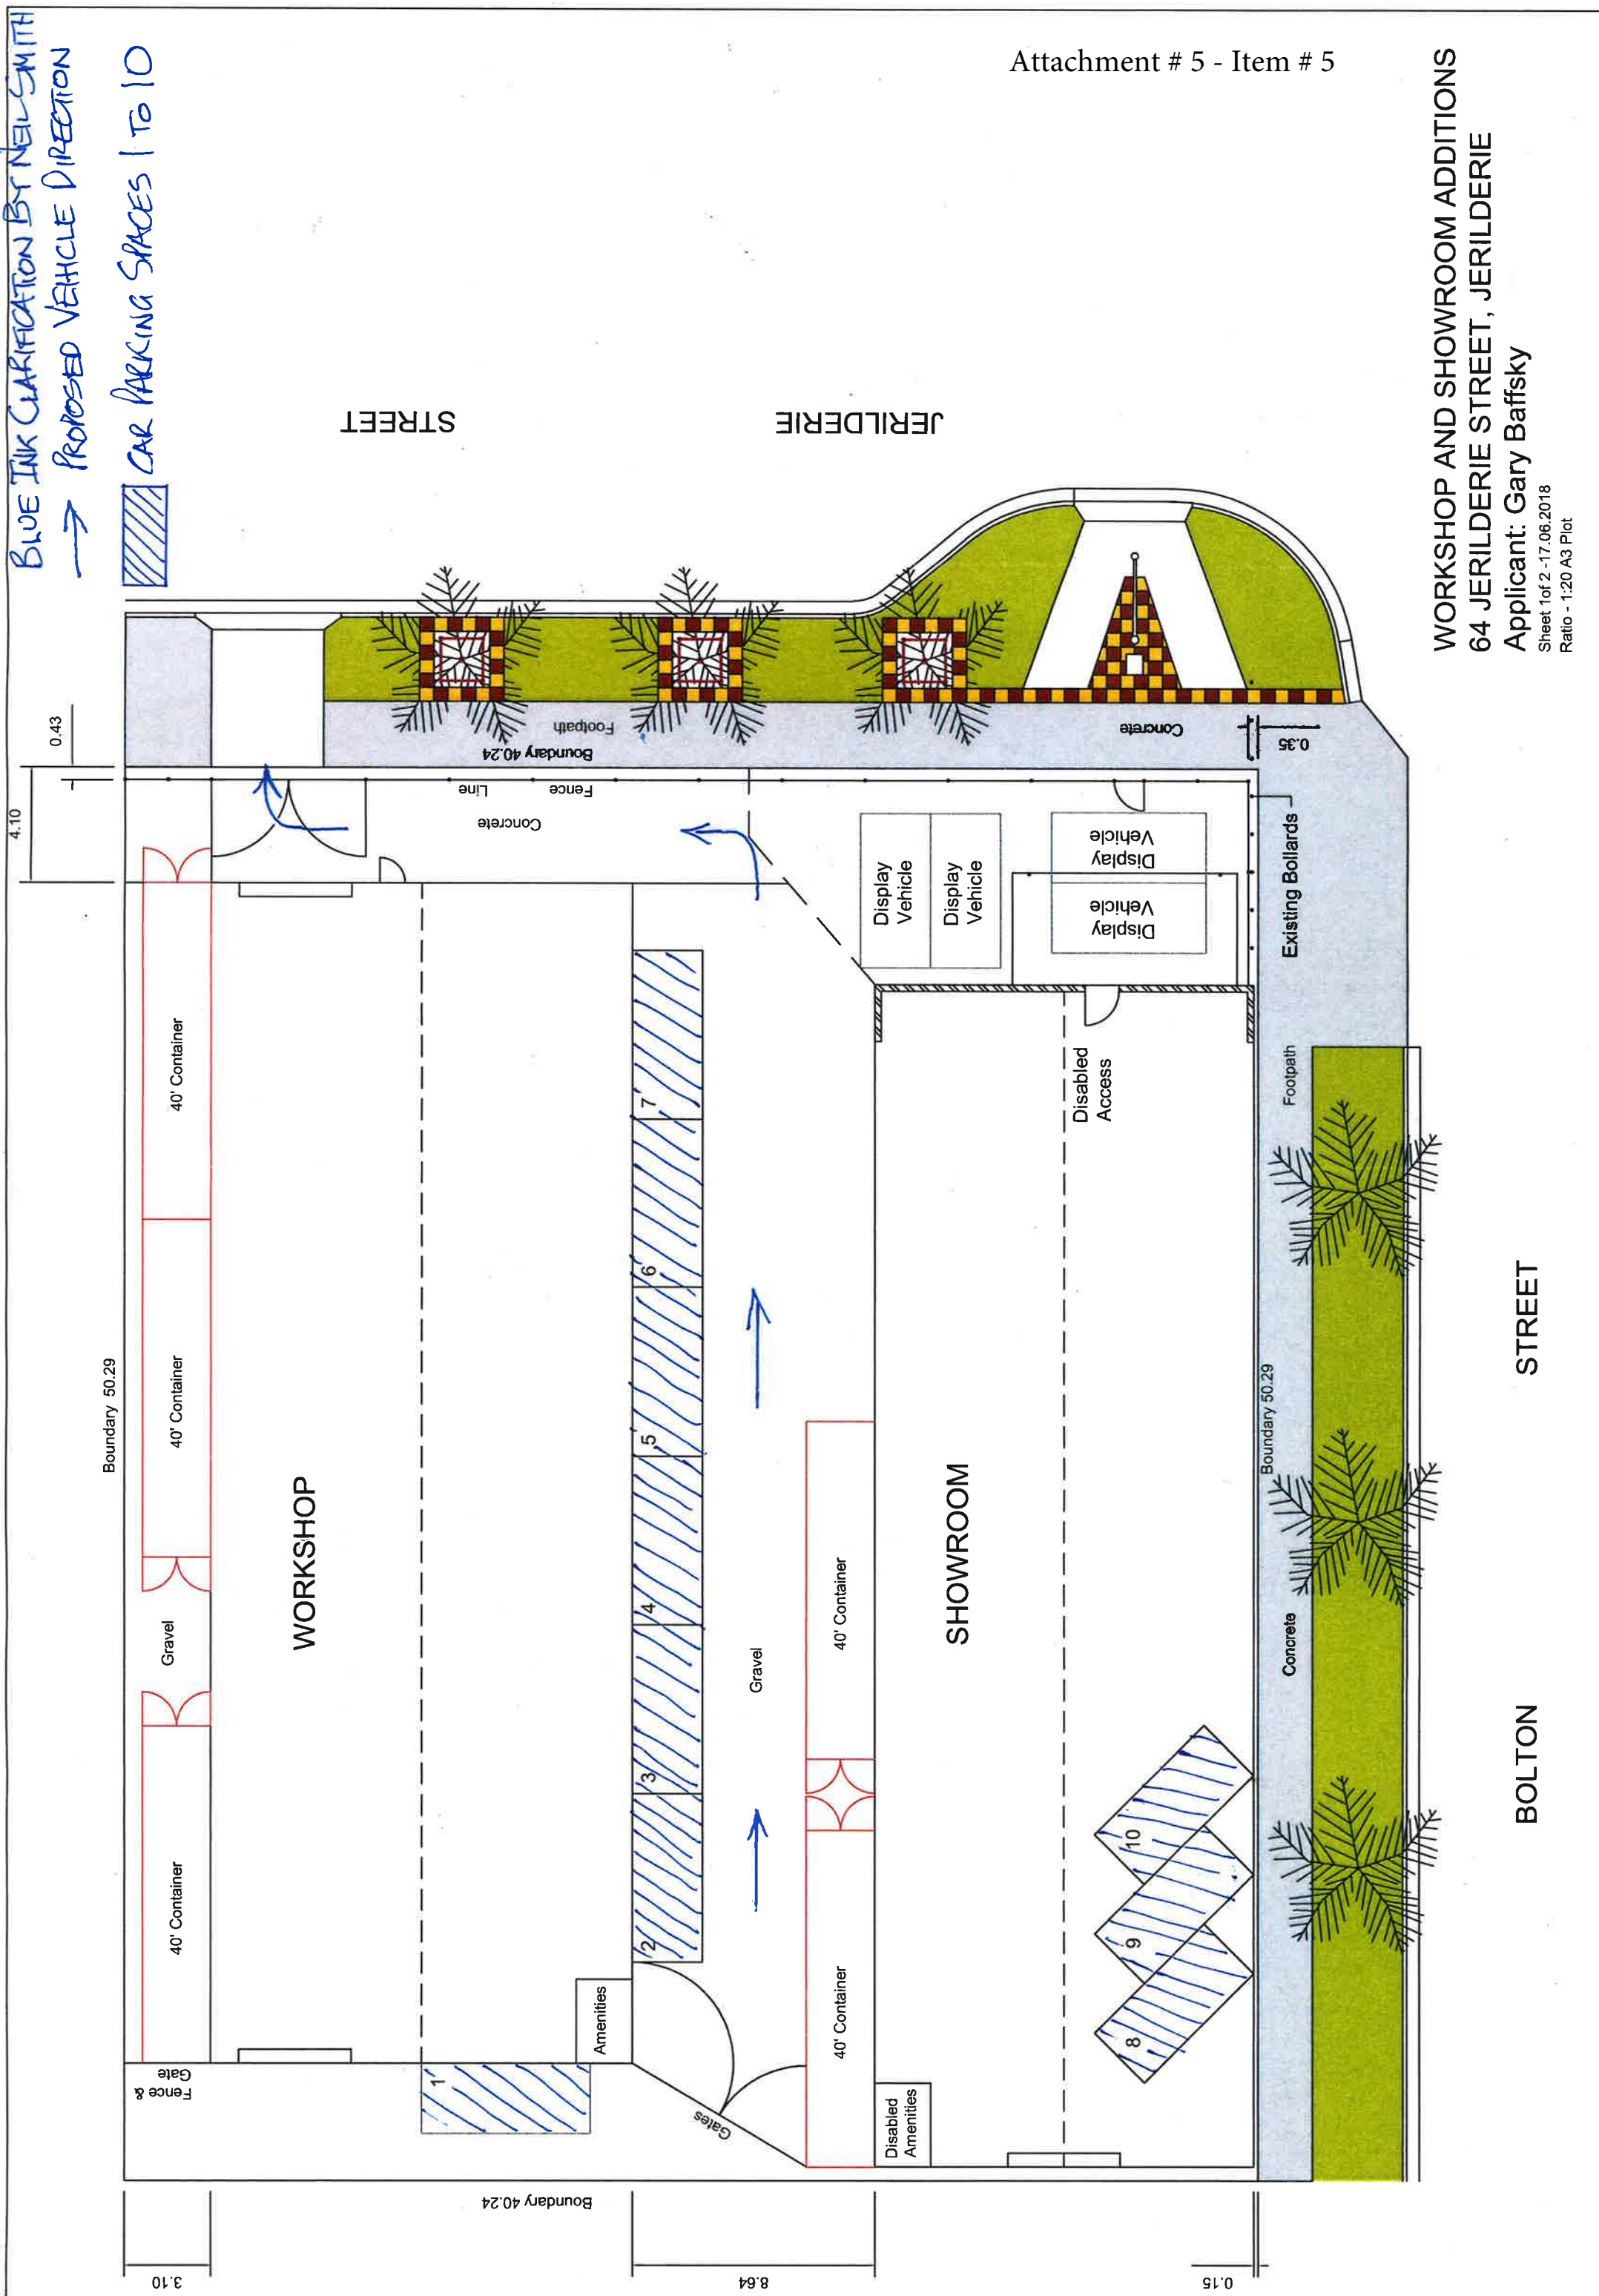 Attachment # 5 - Item # 5
BLUE INK CLARIFICATION BY NEIL SMITH
→ PROPOSED VEHICLE DIRECTION
CAR PARKING SPACES 1 TO 10
STREET
JERILDERIE
WORKSHOP AND SHOWROOM ADDITIONS
64 JERILDERIE STREET, JERILDERIE
Applicant: Gary Baffsky
Sheet 1of 2 -17.06.2018
Ratio - 1:20 A3 Plot
0.43
4.10
Footpath
Boundary 40.24
Concrete
0.35
Fence Line
Concrete
Display
Vehicle
Display
Vehicle
Display
Vehicle
Display
Vehicle
Existing Bollards
Boundary 50.29
40' Container
40' Container
Gravel
40' Container
Fence &
Gate
WORKSHOP
Amenities
1
2
3
4
5
6
7
Gravel
Gates
40' Container
40' Container
SHOWROOM
Disabled
Access
Disabled
Amenities
8
9
10
Boundary 50.29
Footpath
Concrete
BOLTON
STREET
Boundary 40.24
3.10
8.64
0.15